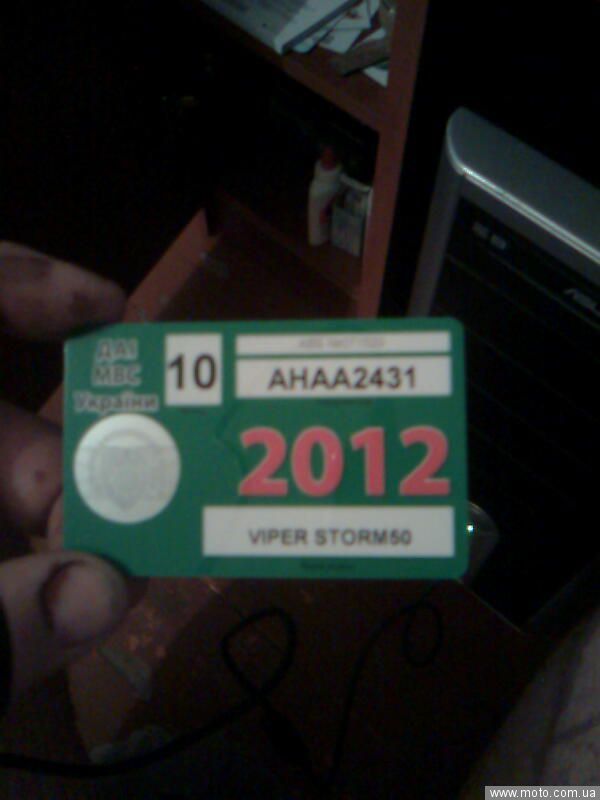 ДАІ
МВС
України
10
AHAA2431
2012
VIPER STORM50
www.moto.com.ua